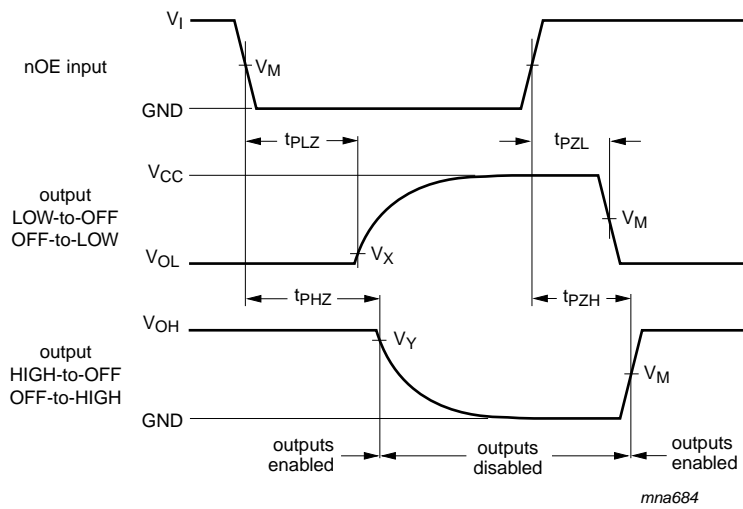 VI
nOE input
VM
GND
tPLZ
tPZL
VCC
output
LOW-to-OFF
OFF-to-LOW
VM
VX
VOL
tPHZ
tPZH
VOH
output
HIGH-to-OFF
OFF-to-HIGH
VY
VM
GND
outputs
enabled
outputs
disabled
outputs
enabled
mna684